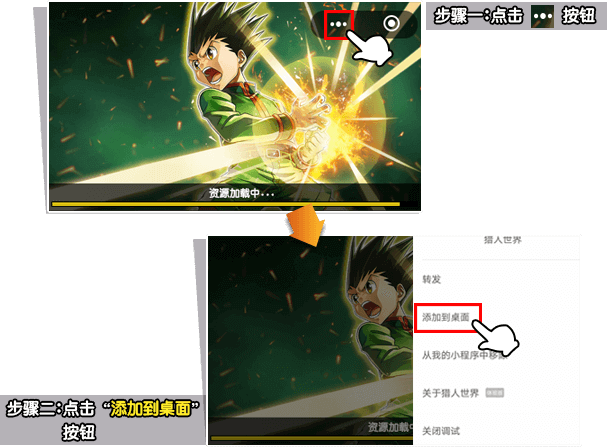 步骤一:点击 ••• 按钮
资源加载中...
猎人世界
转发
添加到桌面
从我的小程序中移除
关于猎人世界
关闭调试
资源加载中
步骤二:点击“添加到桌面”
按钮